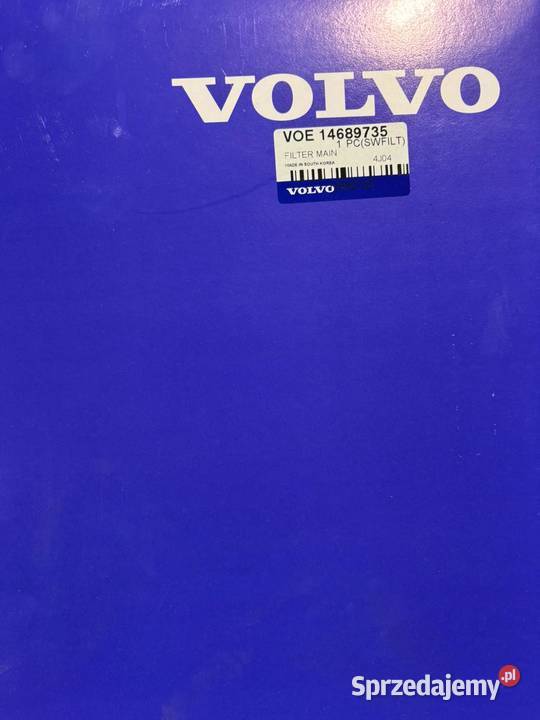 VOLVO
VOE 14689735
1 PC(SWFILT)
FILTER MAIN 4J04
MADE IN SOUTH KOREA
VOLVO
Sprzedajemy.pl